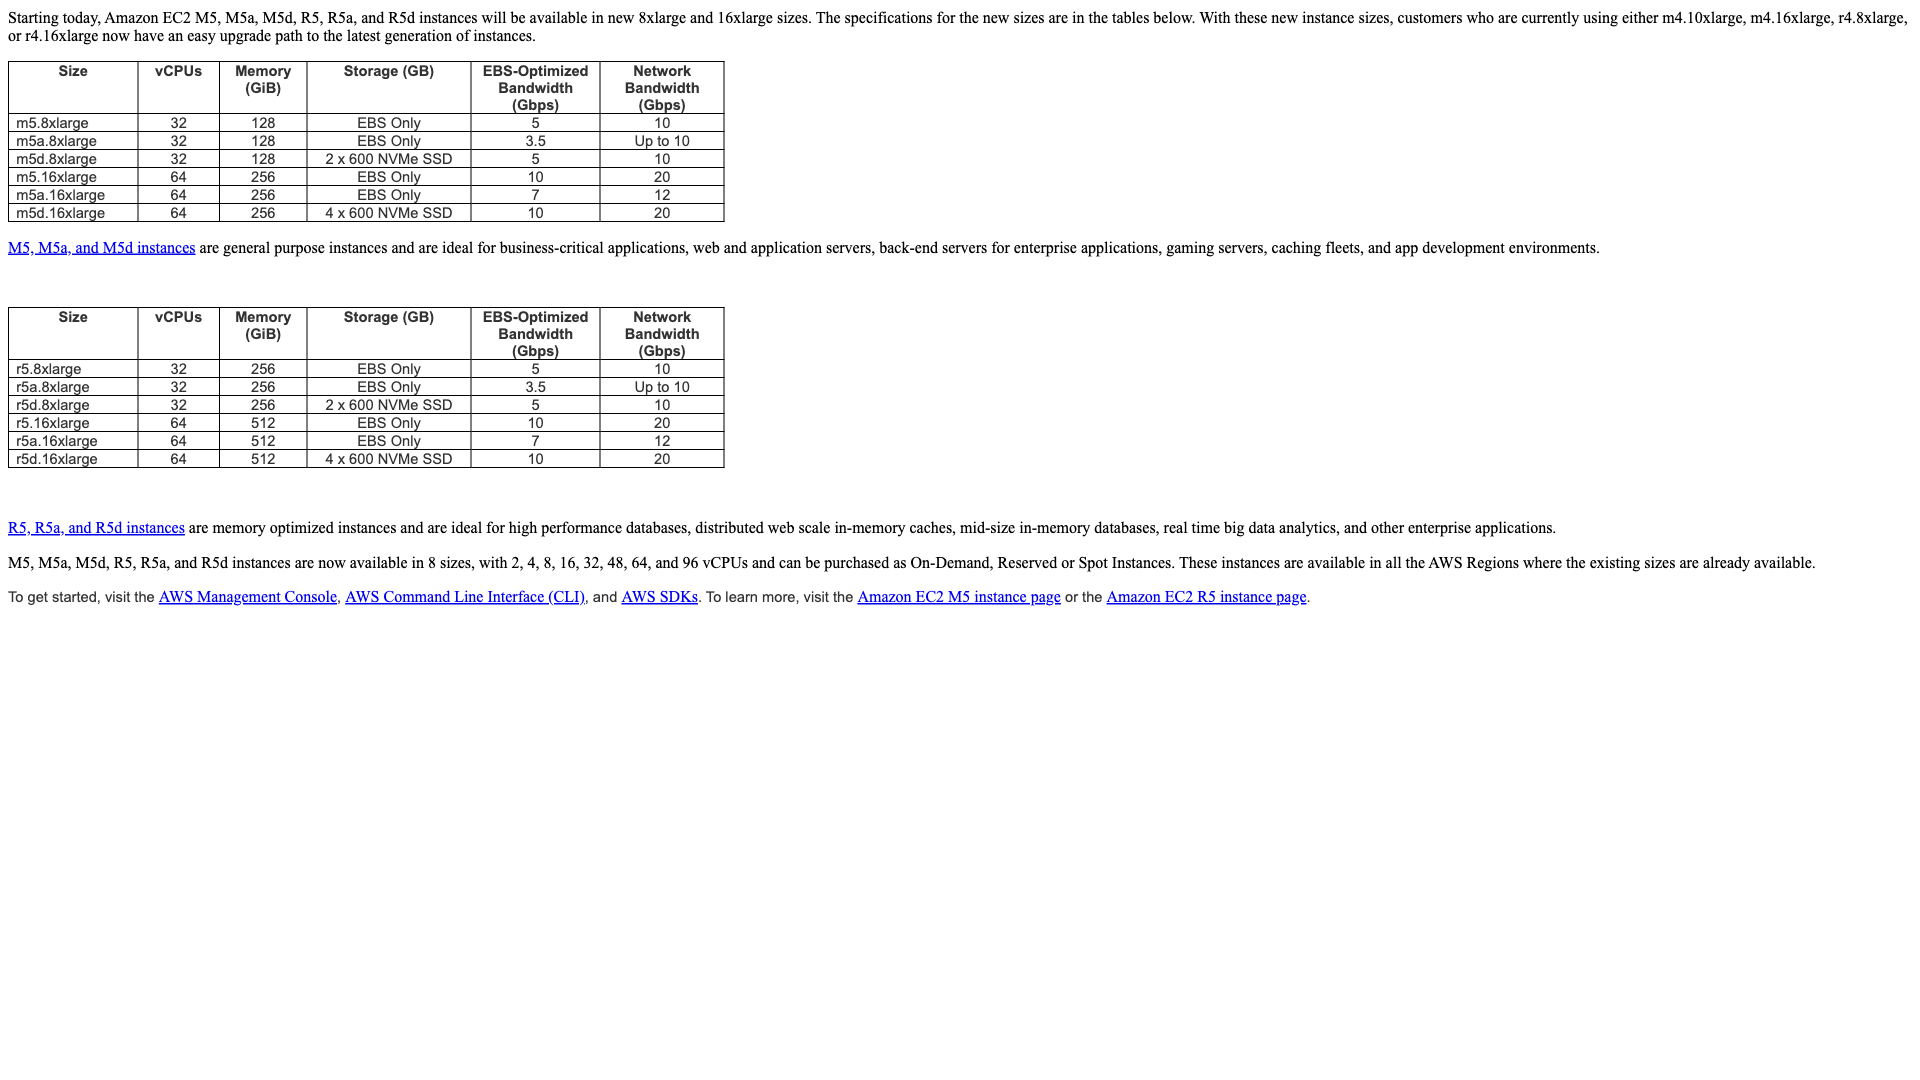 Starting today, Amazon EC2 M5, M5a, M5d, R5, R5a, and R5d instances will be available in new 8xlarge and 16xlarge sizes. The specifications for the new sizes are in the tables below. With these new instance sizes, customers who are currently using either m4.10xlarge, m4.16xlarge, r4.8xlarge,
or r4.16xlarge now have an easy upgrade path to the latest generation of instances.
Size vCPUs Memory (GiB) Storage (GB) EBS-Optimized Bandwidth (Gbps) Network Bandwidth (Gbps)
m5.8xlarge 32 128 EBS Only 5 10
m5a.8xlarge 32 128 EBS Only 3.5 Up to 10
m5d.8xlarge 32 128 2 x 600 NVMe SSD 5 10
m5.16xlarge 64 256 EBS Only 10 20
m5a.16xlarge 64 256 EBS Only 7 12
m5d.16xlarge 64 256 4 x 600 NVMe SSD 10 20
M5, M5a, and M5d instances are general purpose instances and are ideal for business-critical applications, web and application servers, back-end servers for enterprise applications, gaming servers, caching fleets, and app development environments.
Size vCPUs Memory (GiB) Storage (GB) EBS-Optimized Bandwidth (Gbps) Network Bandwidth (Gbps)
r5.8xlarge 32 256 EBS Only 5 10
r5a.8xlarge 32 256 EBS Only 3.5 Up to 10
r5d.8xlarge 32 256 2 x 600 NVMe SSD 5 10
r5.16xlarge 64 512 EBS Only 10 20
r5a.16xlarge 64 512 EBS Only 7 12
r5d.16xlarge 64 512 4 x 600 NVMe SSD 10 20
R5, R5a, and R5d instances are memory optimized instances and are ideal for high performance databases, distributed web scale in-memory caches, mid-size in-memory databases, real time big data analytics, and other enterprise applications.
M5, M5a, M5d, R5, R5a, and R5d instances are now available in 8 sizes, with 2, 4, 8, 16, 32, 48, 64, and 96 vCPUs and can be purchased as On-Demand, Reserved or Spot Instances. These instances are available in all the AWS Regions where the existing sizes are already available.
To get started, visit the AWS Management Console, AWS Command Line Interface (CLI), and AWS SDKs. To learn more, visit the Amazon EC2 M5 instance page or the Amazon EC2 R5 instance page.